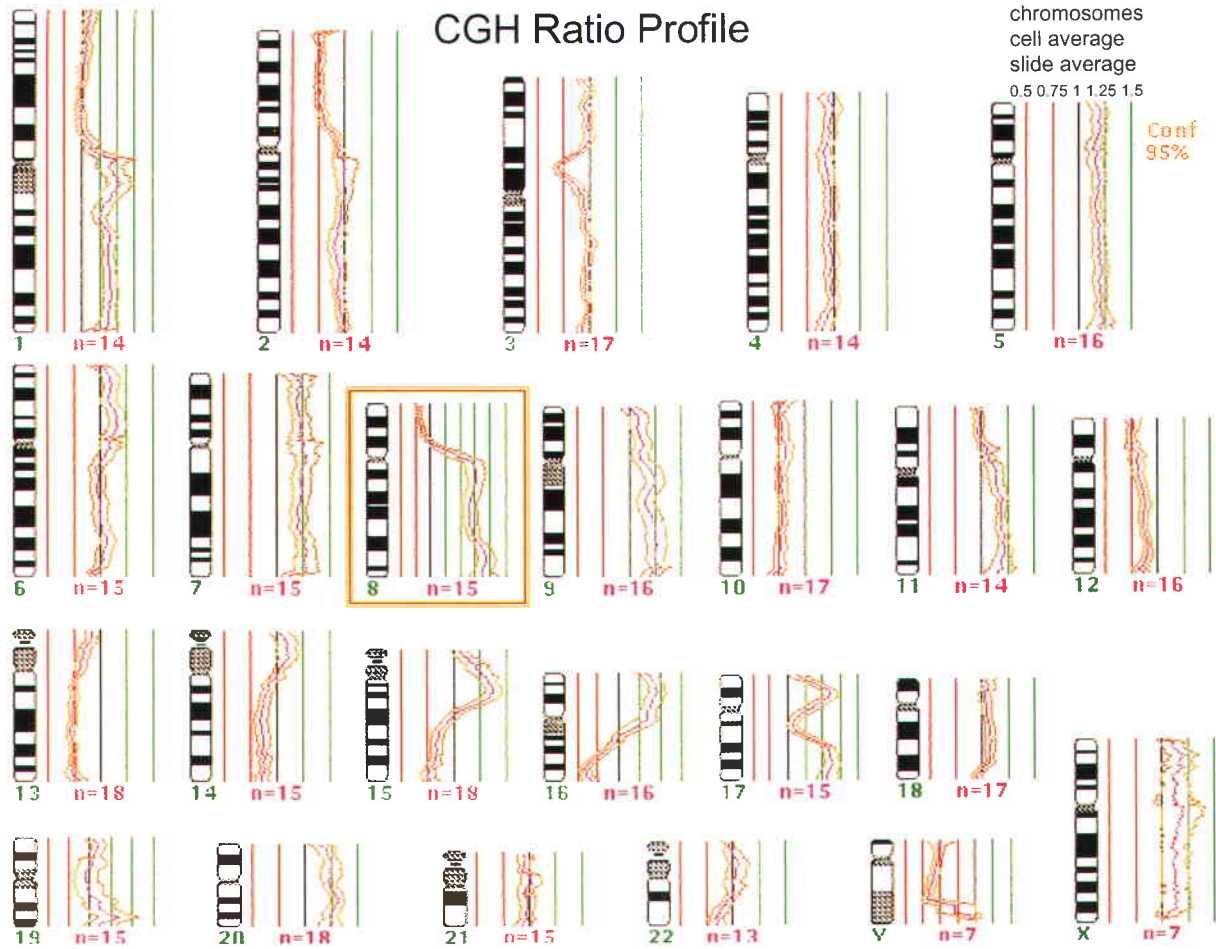 CGH Ratio Profile
chromosomes
cell average
slide average
0.5 0.75 1 1.25 1.5
Conf
95%
1 n=14
2 n=14
3 n=17
4 n=14
5 n=16
6 n=15
7 n=15
8 n=15
9 n=16
10 n=17
11 n=14
12 n=16
13 n=18
14 n=15
15 n=18
16 n=16
17 n=15
18 n=17
19 n=15
20 n=18
21 n=15
22 n=13
Y n=7
X n=7